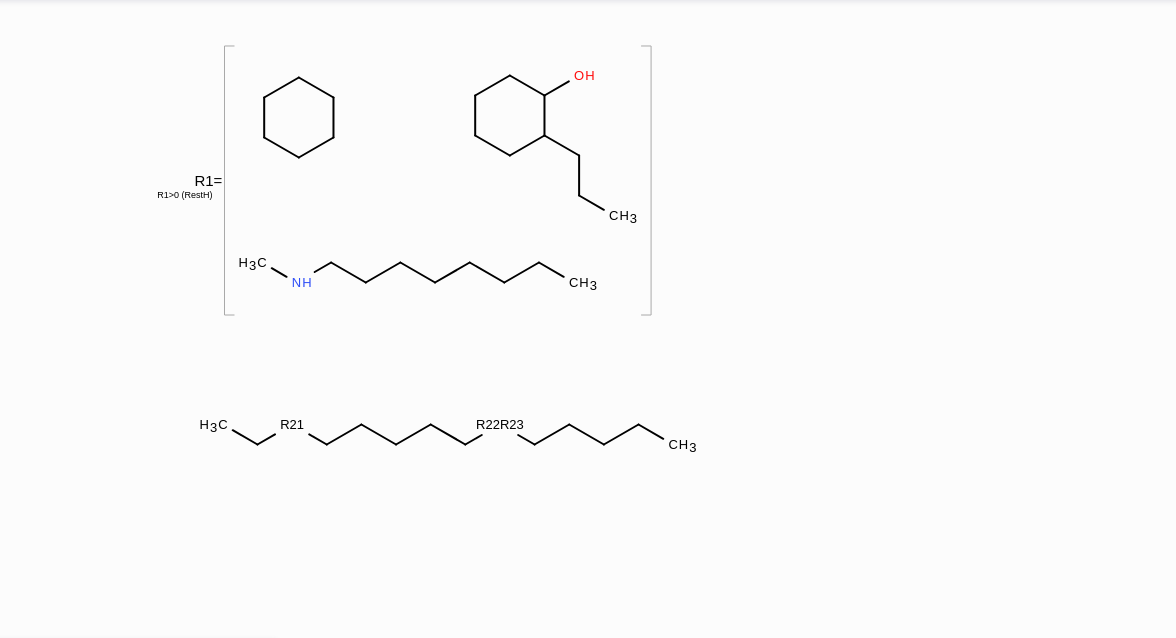 OH
R1=
R1>0 (RestH)
CH3
H3C
NH
CH3
H3C
R21
R22R23
CH3